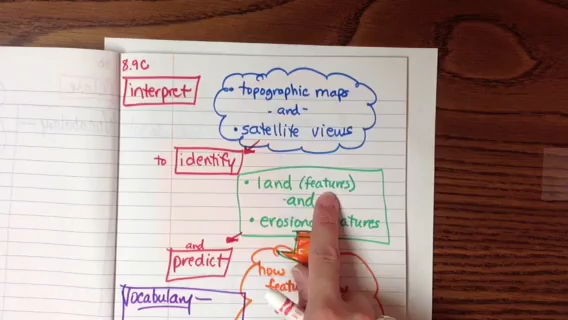 8.9C
interpret
• topographic maps
- and -
• satellite views
to identify
• land (features)
- and
• erosional features
and
predict
how
Vocabulary -